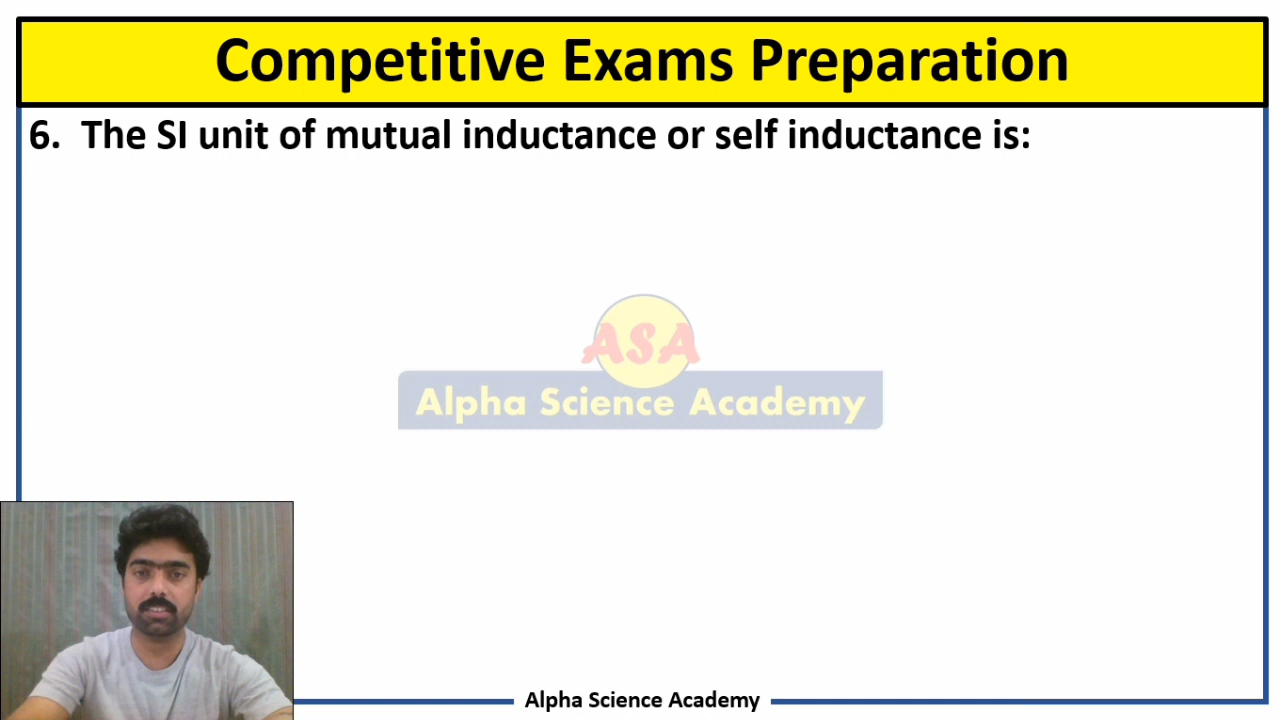 Competitive Exams Preparation
6. The SI unit of mutual inductance or self inductance is:
ASA
Alpha Science Academy
Alpha Science Academy